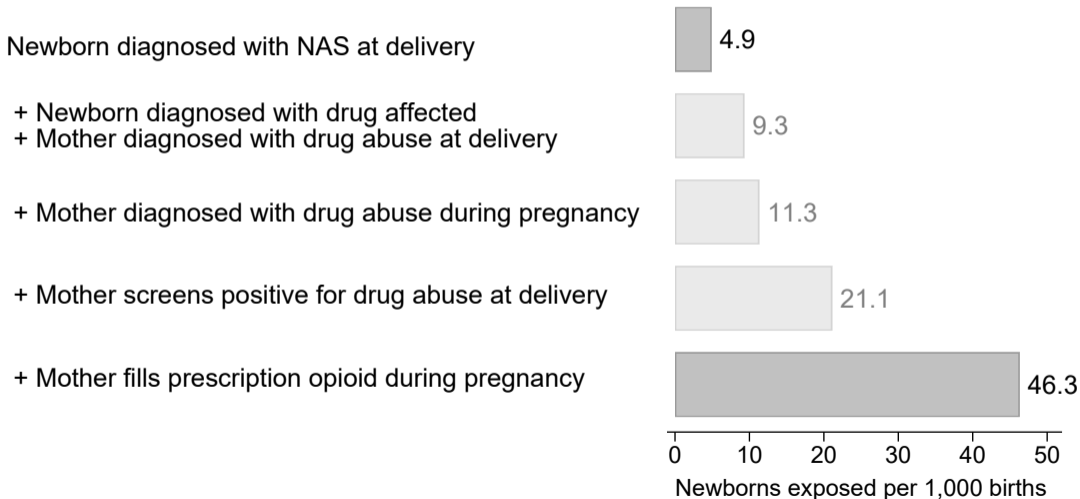 Newborn diagnosed with NAS at delivery
4.9
+ Newborn diagnosed with drug affected
+ Mother diagnosed with drug abuse at delivery
9.3
+ Mother diagnosed with drug abuse during pregnancy
11.3
+ Mother screens positive for drug abuse at delivery
21.1
+ Mother fills prescription opioid during pregnancy
46.3
0 10 20 30 40 50
Newborns exposed per 1,000 births